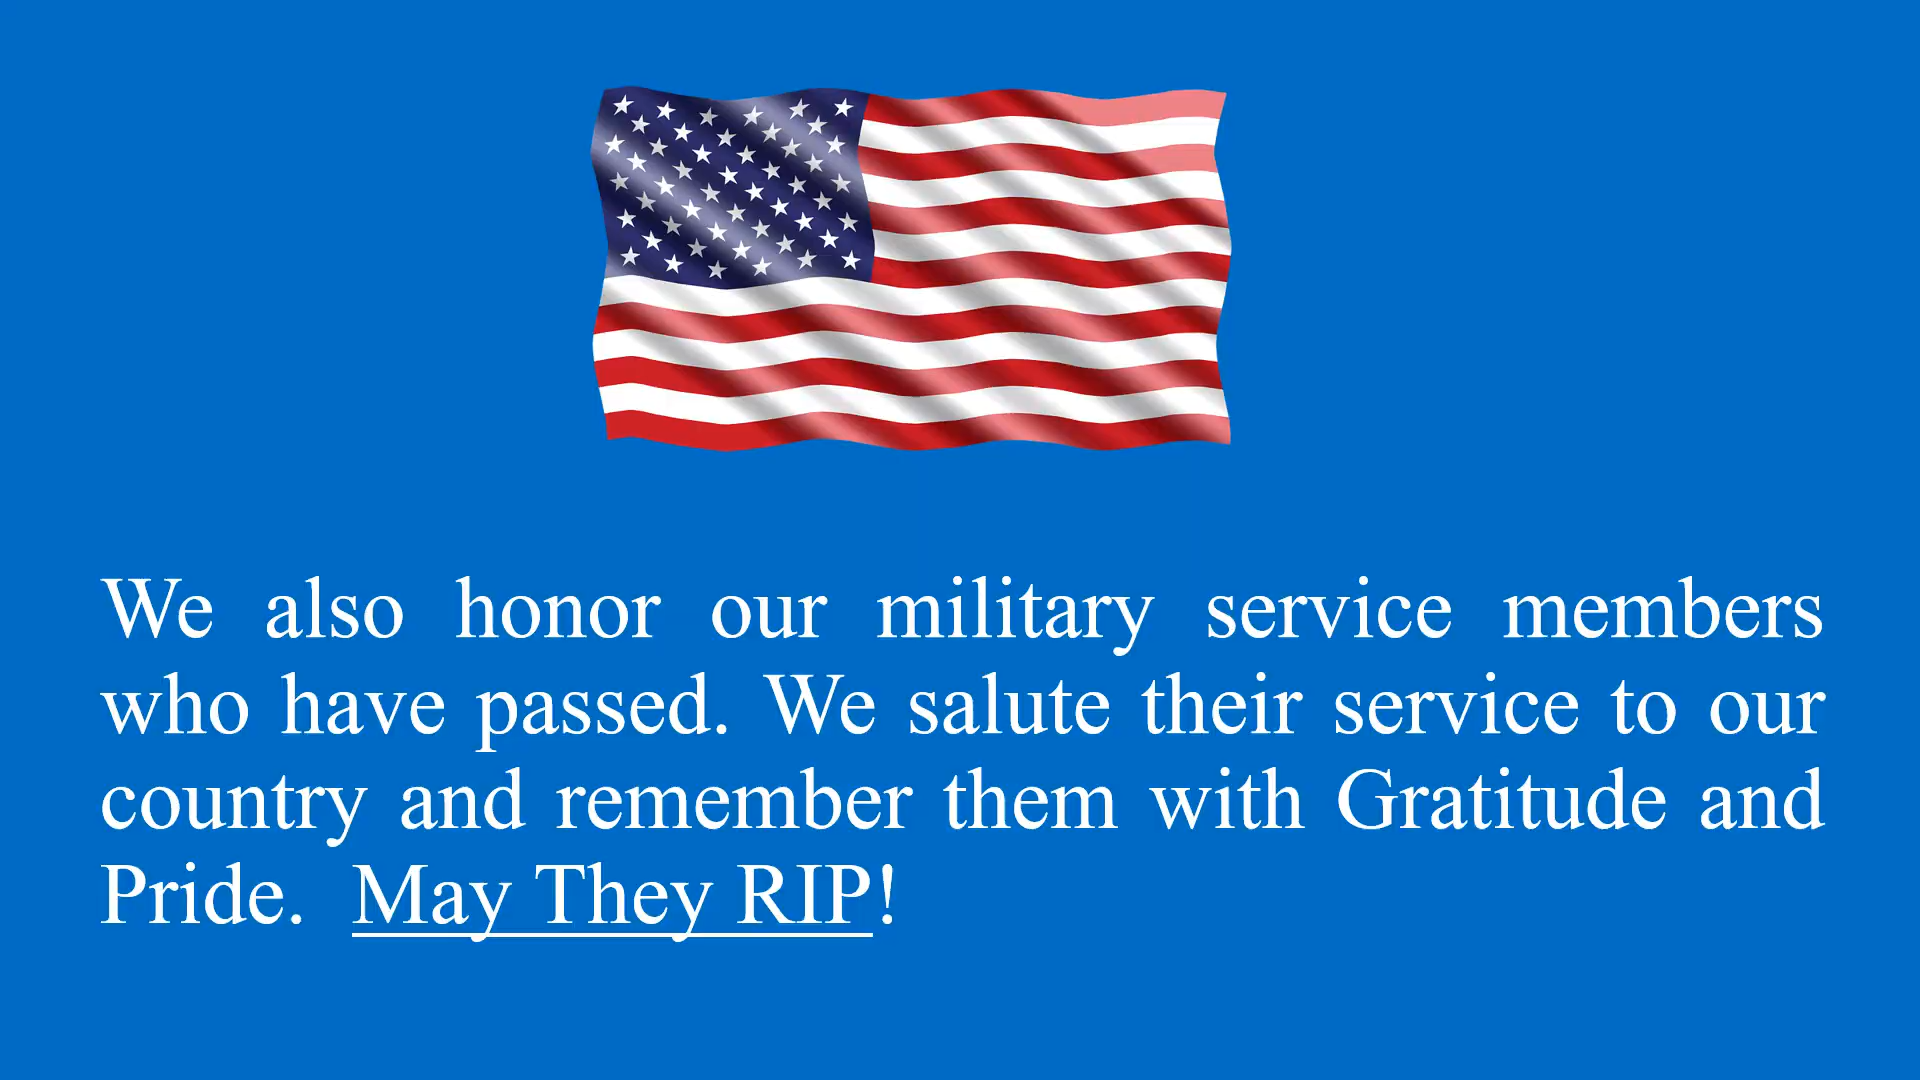 We also honor our military service members
who have passed. We salute their service to our
country and remember them with Gratitude and
Pride. May They RIP!